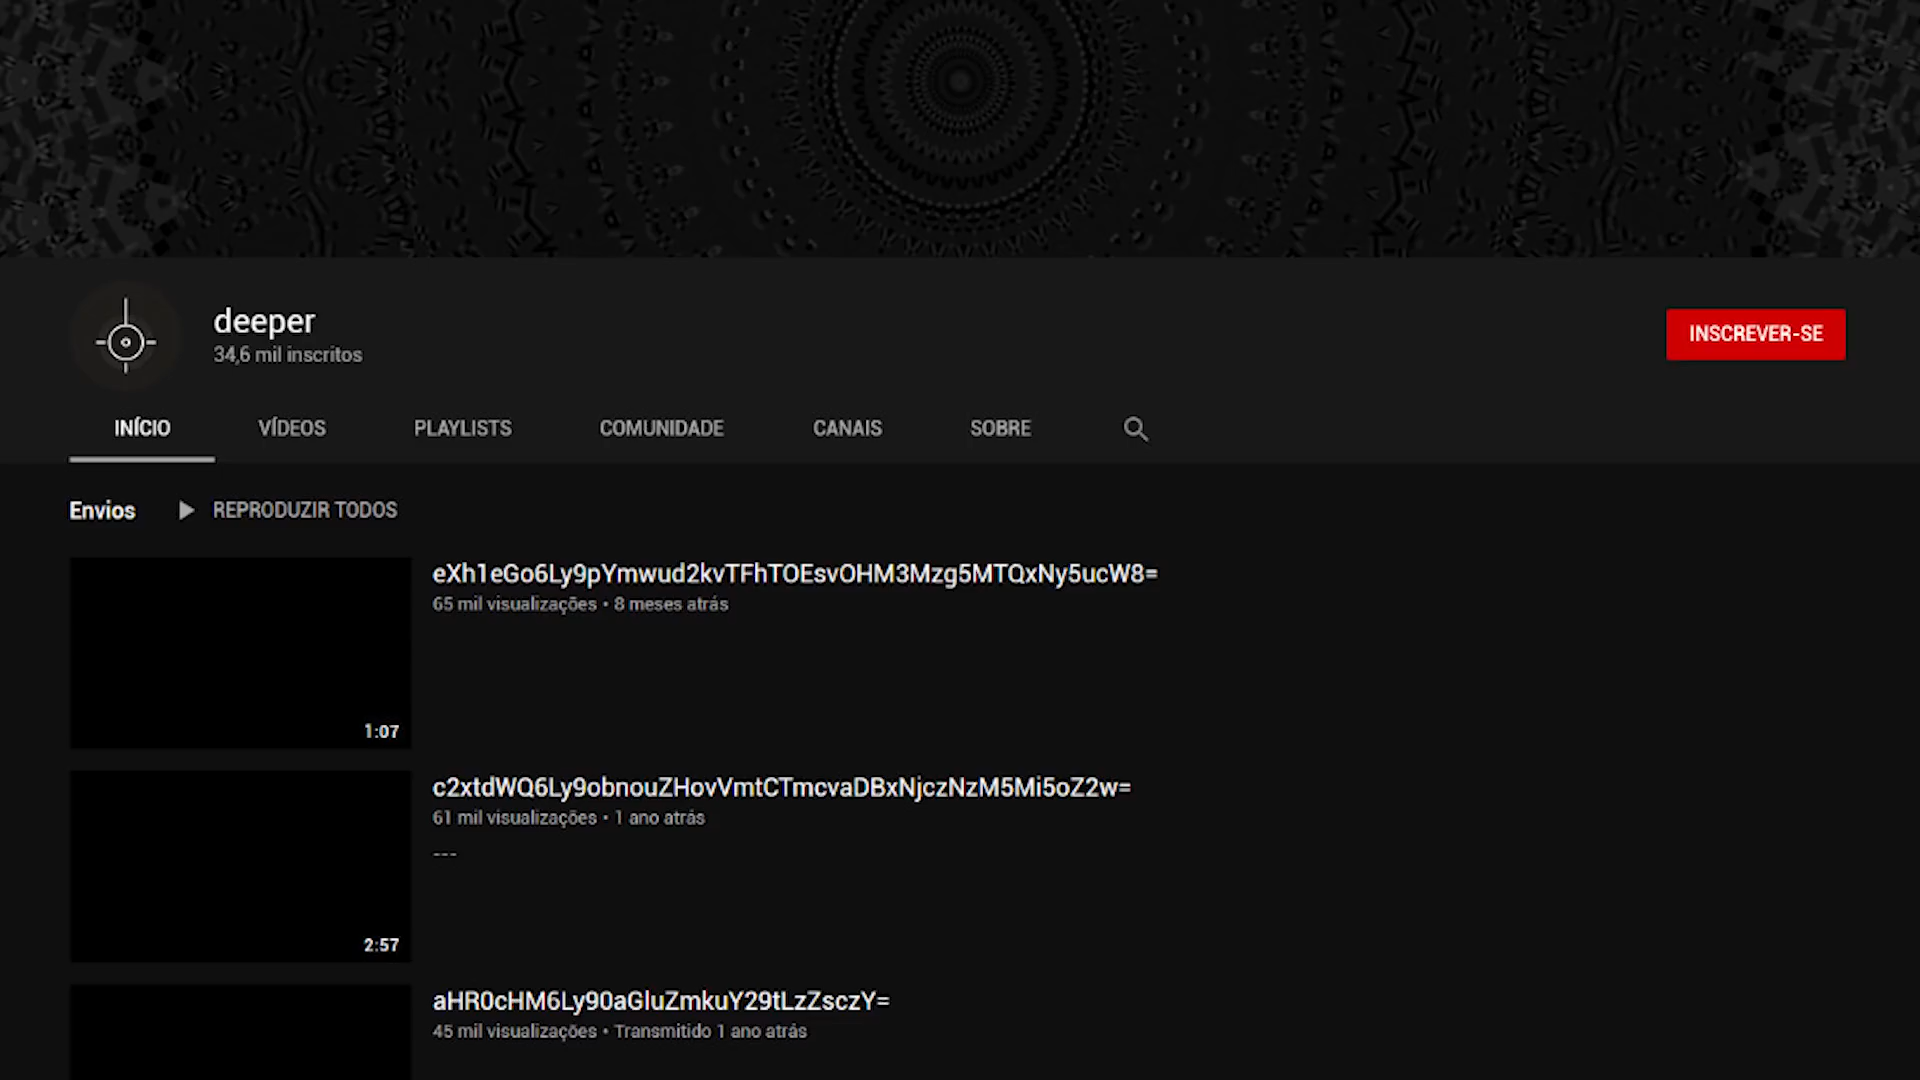 deeper
34,6 mil inscritos
INSCREVER-SE
INÍCIO VÍDEOS PLAYLISTS COMUNIDADE CANAIS SOBRE
Envios REPRODUZIR TODOS
eXh1eGo6Ly9pYmwud2kvTFhTOEsvOHM3Mzg5MTQxNy5ucW8=
65 mil visualizações • 8 meses atrás
1:07
c2xtdWQ6Ly9obnouZHovVmtCTmcvaDBxNjczNzM5Mi5oZ2w=
61 mil visualizações • 1 ano atrás
---
2:57
aHR0cHM6Ly90aGluZmkuY29tLzZsczY=
45 mil visualizações • Transmitido 1 ano atrás